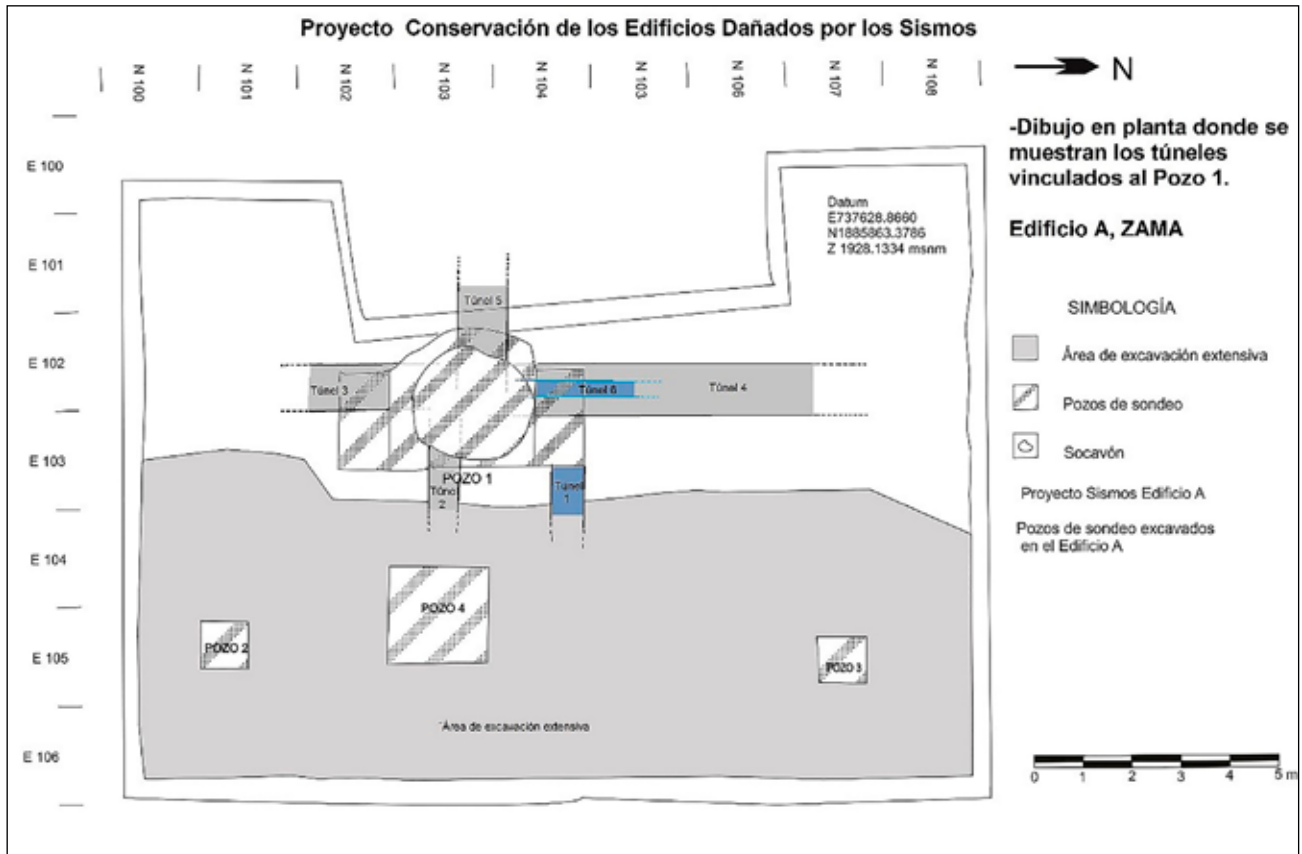 Proyecto Conservación de los Edificios Dañados por los Sismos
N 100
N 101
N 102
N 103
N 104
N 103
N 106
N 107
N 108
N
-Dibujo en planta donde se
muestran los túneles
vinculados al Pozo 1.
Edificio A, ZAMA
E 100
E 101
E 102
E 103
E 104
E 105
E 106
Datum
E737628.8660
N1885863.3786
Z 1928.1334 msnm
Túnel 5
Túnel 3
Túnel 6
Túnel 4
POZO 1
Túnel
2
Túnel
1
POZO 4
POZO 2
POZO 3
Área de excavación extensiva
SIMBOLOGÍA
Área de excavación extensiva
Pozos de sondeo
Socavón
Proyecto Sismos Edificio A
Pozos de sondeo excavados
en el Edificio A
0 1 2 3 4 5 m